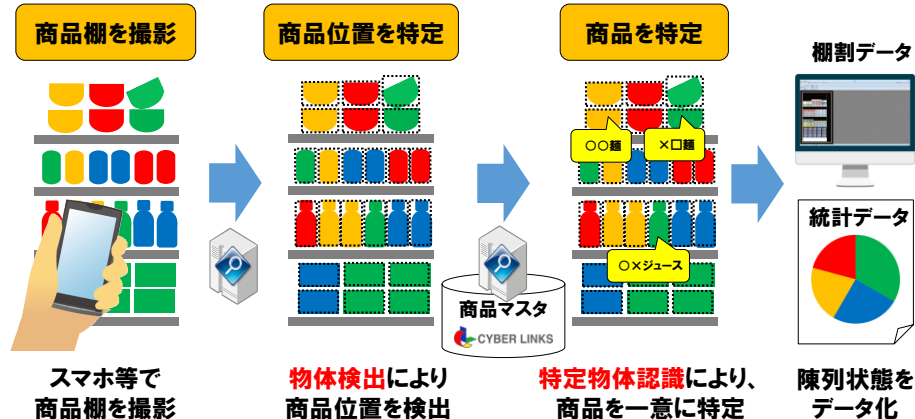 商品棚を撮影
商品位置を特定
商品を特定
棚割データ
○○麺
×□麺
○×ジュース
統計データ
商品マスタ
CYBER LINKS
スマホ等で
商品棚を撮影
物体検出により
商品位置を検出
特定物体認識により、
商品を一意に特定
陳列状態を
データ化